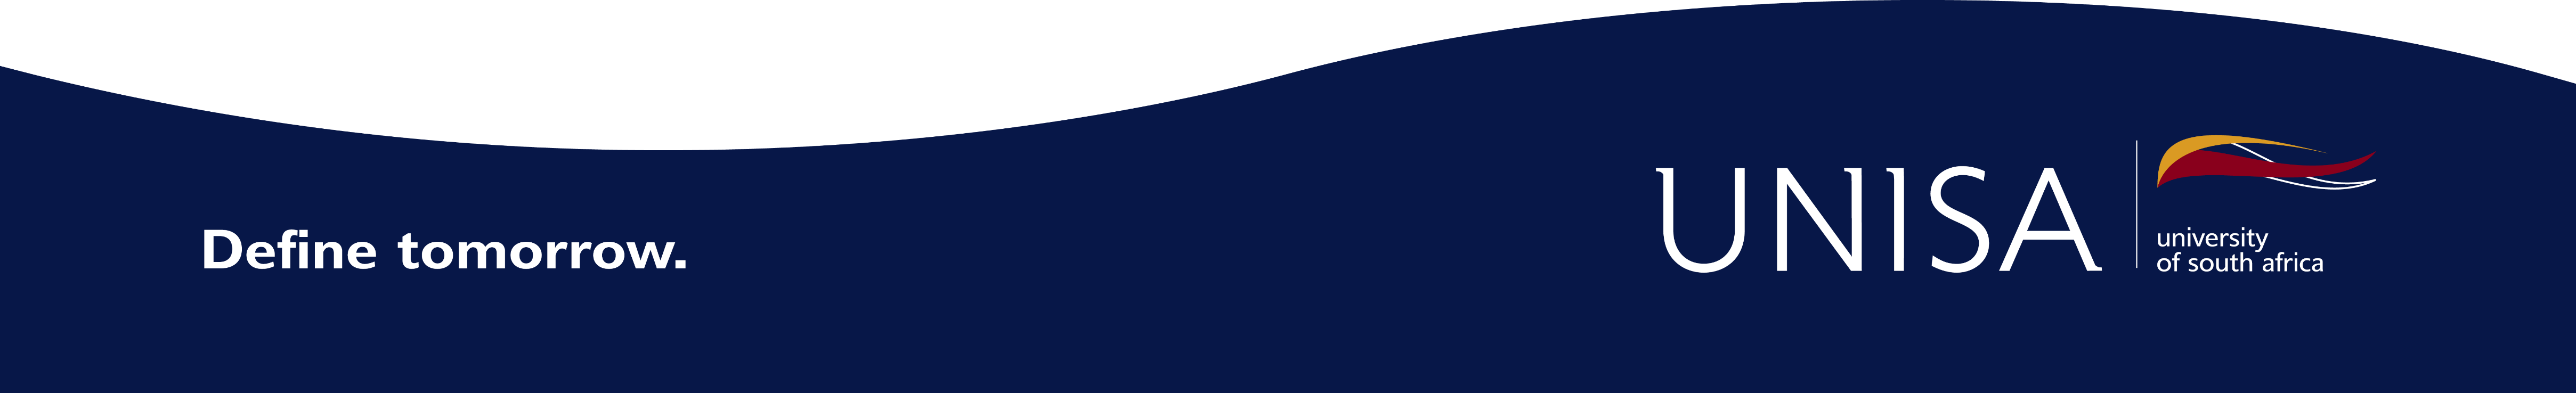 Define tomorrow.
UNISA
university
of south africa